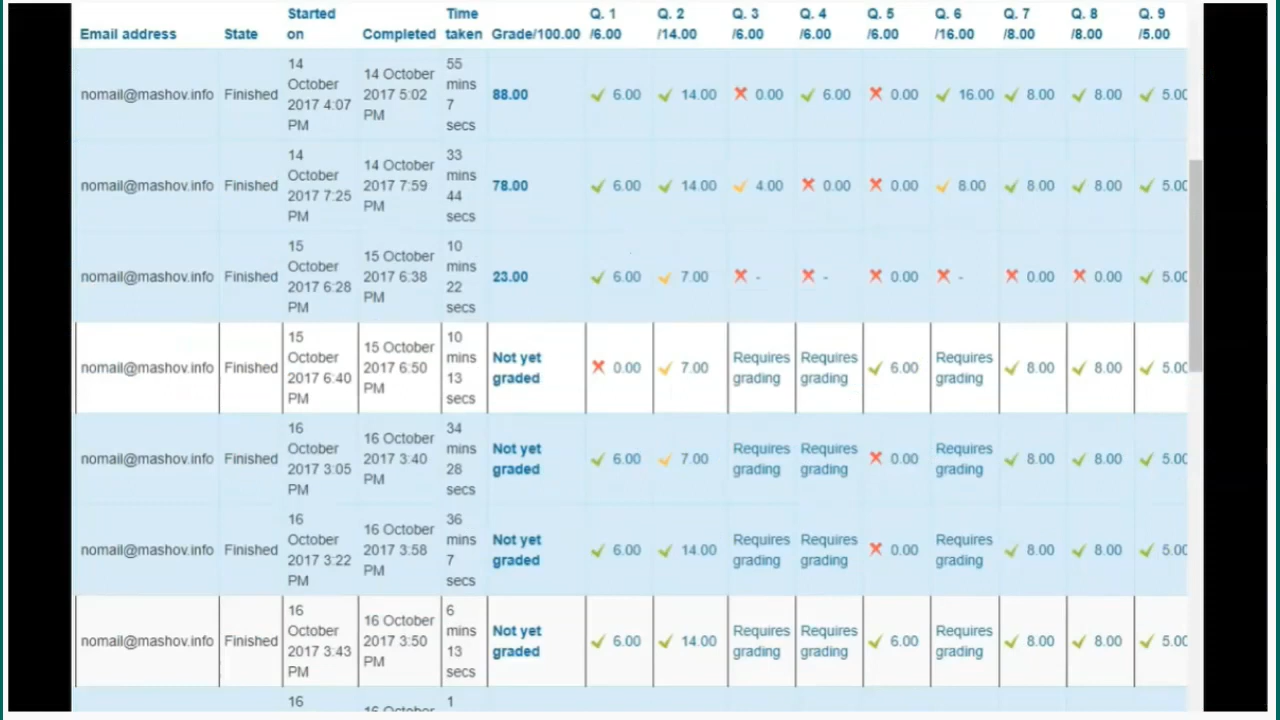 Email address State Started on Completed Time taken Grade/100.00 Q. 1 /6.00 Q. 2 /14.00 Q. 3 /6.00 Q. 4 /6.00 Q. 5 /6.00 Q. 6 /16.00 Q. 7 /8.00 Q. 8 /8.00 Q. 9 /5.00
nomail@mashov.info Finished 14 October 2017 4:07 PM 14 October 2017 5:02 PM 55 mins 7 secs 88.00 6.00 14.00 0.00 6.00 0.00 16.00 8.00 8.00 5.00
nomail@mashov.info Finished 14 October 2017 7:25 PM 14 October 2017 7:59 PM 33 mins 44 secs 78.00 6.00 14.00 4.00 0.00 0.00 8.00 8.00 8.00 5.00
nomail@mashov.info Finished 15 October 2017 6:28 PM 15 October 2017 6:38 PM 10 mins 22 secs 23.00 6.00 7.00 - - 0.00 - 0.00 0.00 5.00
nomail@mashov.info Finished 15 October 2017 6:40 PM 15 October 2017 6:50 PM 10 mins 13 secs Not yet graded 0.00 7.00 Requires grading Requires grading 6.00 Requires grading 8.00 8.00 5.00
nomail@mashov.info Finished 16 October 2017 3:05 PM 16 October 2017 3:40 PM 34 mins 28 secs Not yet graded 6.00 7.00 Requires grading Requires grading 0.00 Requires grading 8.00 8.00 5.00
nomail@mashov.info Finished 16 October 2017 3:22 PM 16 October 2017 3:58 PM 36 mins 7 secs Not yet graded 6.00 14.00 Requires grading Requires grading 0.00 Requires grading 8.00 8.00 5.00
nomail@mashov.info Finished 16 October 2017 3:43 PM 16 October 2017 3:50 PM 6 mins 13 secs Not yet graded 6.00 14.00 Requires grading Requires grading 6.00 Requires grading 8.00 8.00 5.00
16 16 October 1